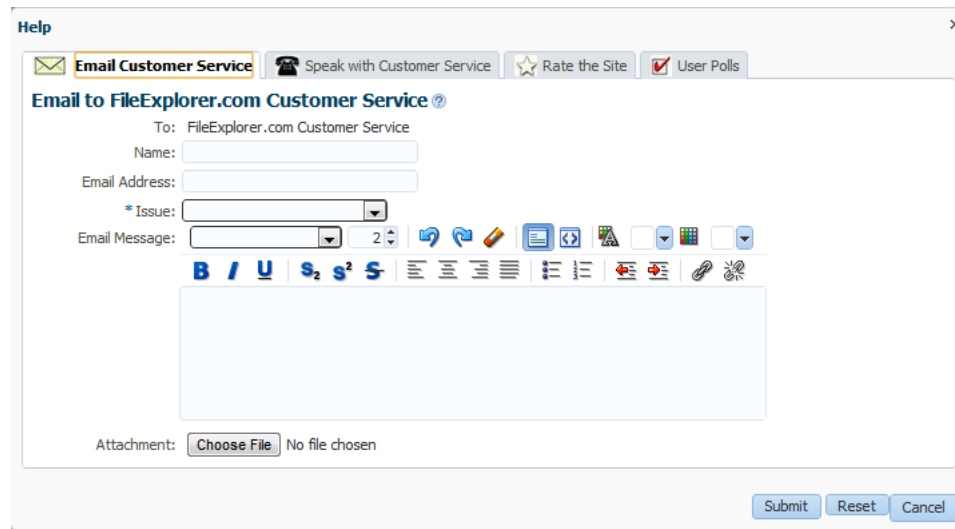 Help
Email Customer Service Speak with Customer Service Rate the Site User Polls
Email to FileExplorer.com Customer Service
To: FileExplorer.com Customer Service
Name:
Email Address:
* Issue:
Email Message: 2
B I U S2 S² S
Attachment: Choose File No file chosen
Submit Reset Cancel